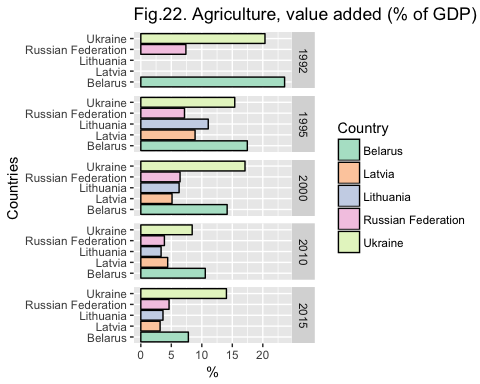 Fig.22. Agriculture, value added (% of GDP)
Countries
Ukraine
Russian Federation
Lithuania
Latvia
Belarus
1992
Ukraine
Russian Federation
Lithuania
Latvia
Belarus
1995
Ukraine
Russian Federation
Lithuania
Latvia
Belarus
2000
Ukraine
Russian Federation
Lithuania
Latvia
Belarus
2010
Ukraine
Russian Federation
Lithuania
Latvia
Belarus
2015
0 5 10 15 20
%
Country
Belarus
Latvia
Lithuania
Russian Federation
Ukraine